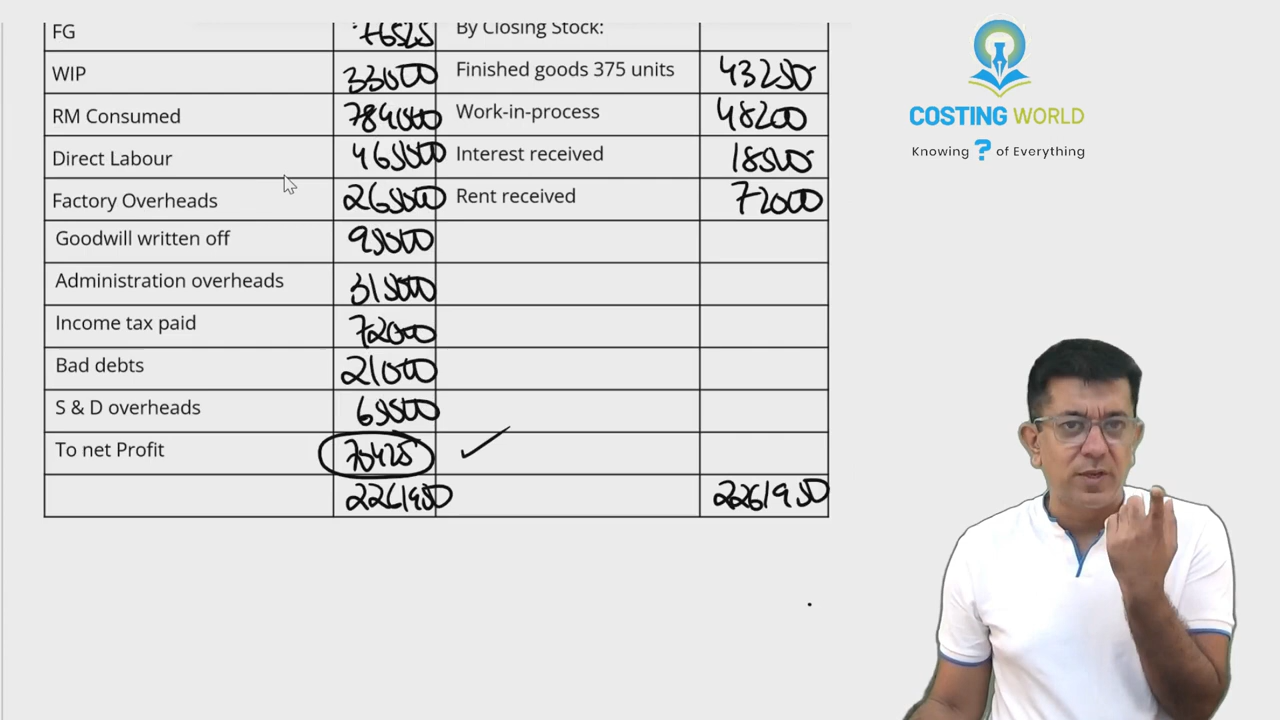 FG 76525 By Closing Stock:
WIP 33000 Finished goods 375 units 43250
RM Consumed 784000 Work-in-process 48200
Direct Labour 465000 Interest received 18500
Factory Overheads 265000 Rent received 72000
Goodwill written off 95000
Administration overheads 315000
Income tax paid 72000
Bad debts 21000
S & D overheads 65000
To net Profit 70425
2261950 2261950
COSTING WORLD
Knowing ? of Everything